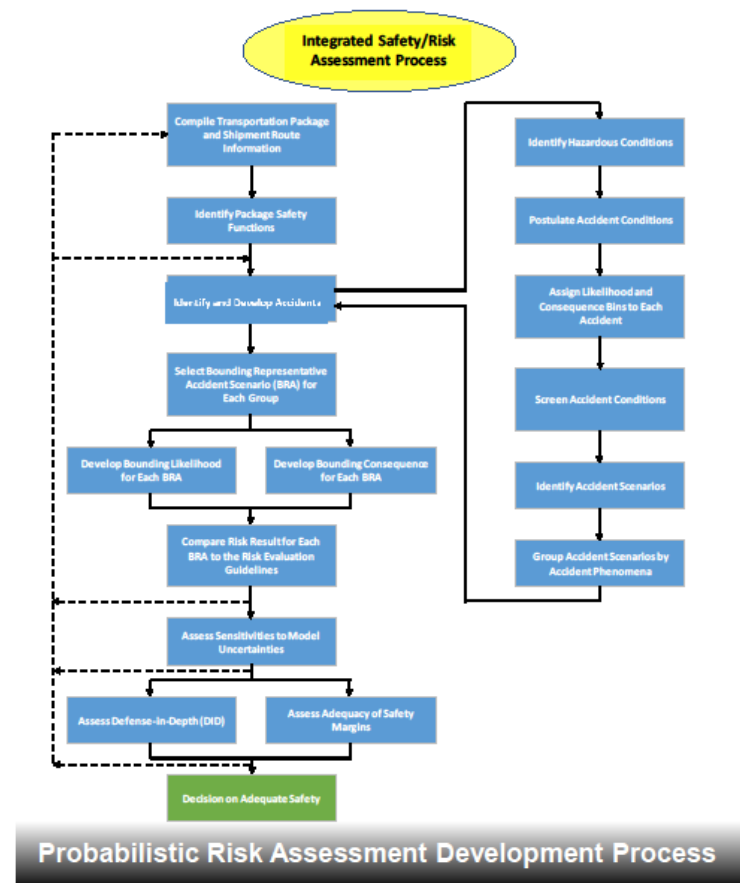 Integrated Safety/Risk
Assessment Process
Compile Transportation Package
and Shipment Route
Information
Identify Package Safety
Functions
Identify and Develop Accidents
Select Bounding Representative
Accident Scenario (BRA) for
Each Group
Develop Bounding Likelihood
for Each BRA
Develop Bounding Consequence
for Each BRA
Compare Risk Result for Each
BRA to the Risk Evaluation
Guidelines
Assess Sensitivities to Model
Uncertainties
Assess Defense-in-Depth (DID)
Assess Adequacy of Safety
Margins
Decision on Adequate Safety
Identify Hazardous Conditions
Postulate Accident Conditions
Assign Likelihood and
Consequence Bins to Each
Accident
Screen Accident Conditions
Identify Accident Scenarios
Group Accident Scenarios by
Accident Phenomena
Probabilistic Risk Assessment Development Process